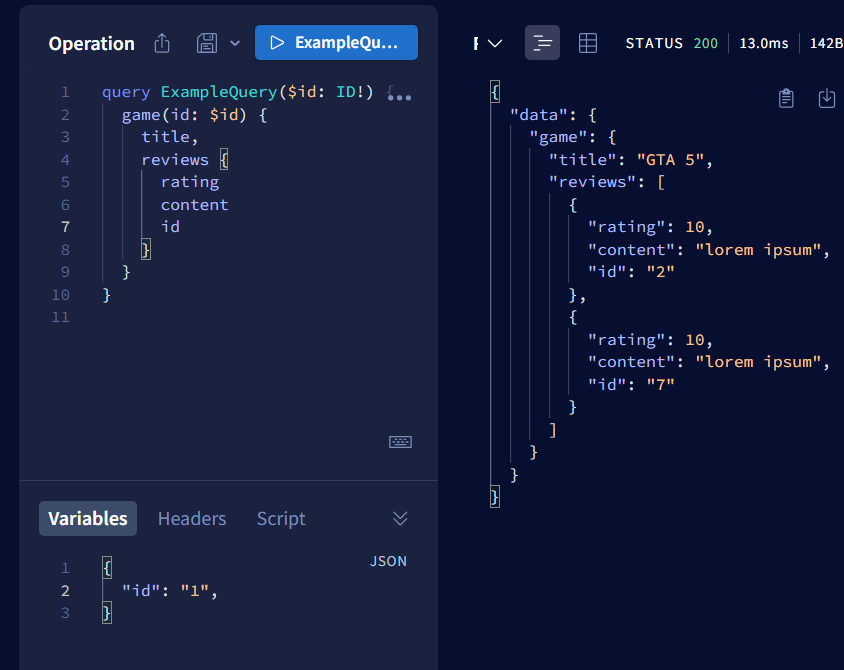 Operation
ExampleQu...
1 query ExampleQuery($id: ID!) {
2 game(id: $id) {
3 title,
4 reviews {
5 rating
6 content
7 id
8 }
9 }
10 }
11
Variables Headers Script
JSON
1 {
2 "id": "1",
3 }
STATUS 200 13.0ms 142B
{
"data": {
"game": {
"title": "GTA 5",
"reviews": [
{
"rating": 10,
"content": "lorem ipsum",
"id": "2"
},
{
"rating": 10,
"content": "lorem ipsum",
"id": "7"
}
]
}
}
}